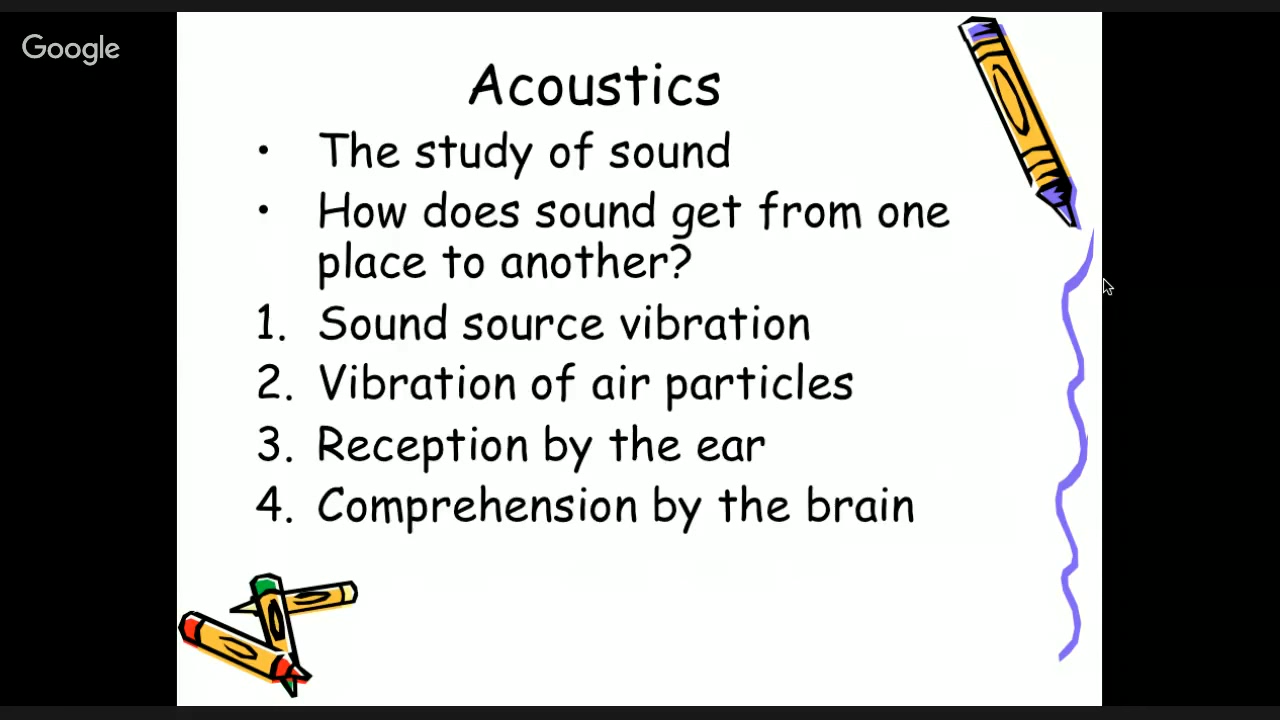 Google
Acoustics
• The study of sound
• How does sound get from one
place to another?
1. Sound source vibration
2. Vibration of air particles
3. Reception by the ear
4. Comprehension by the brain